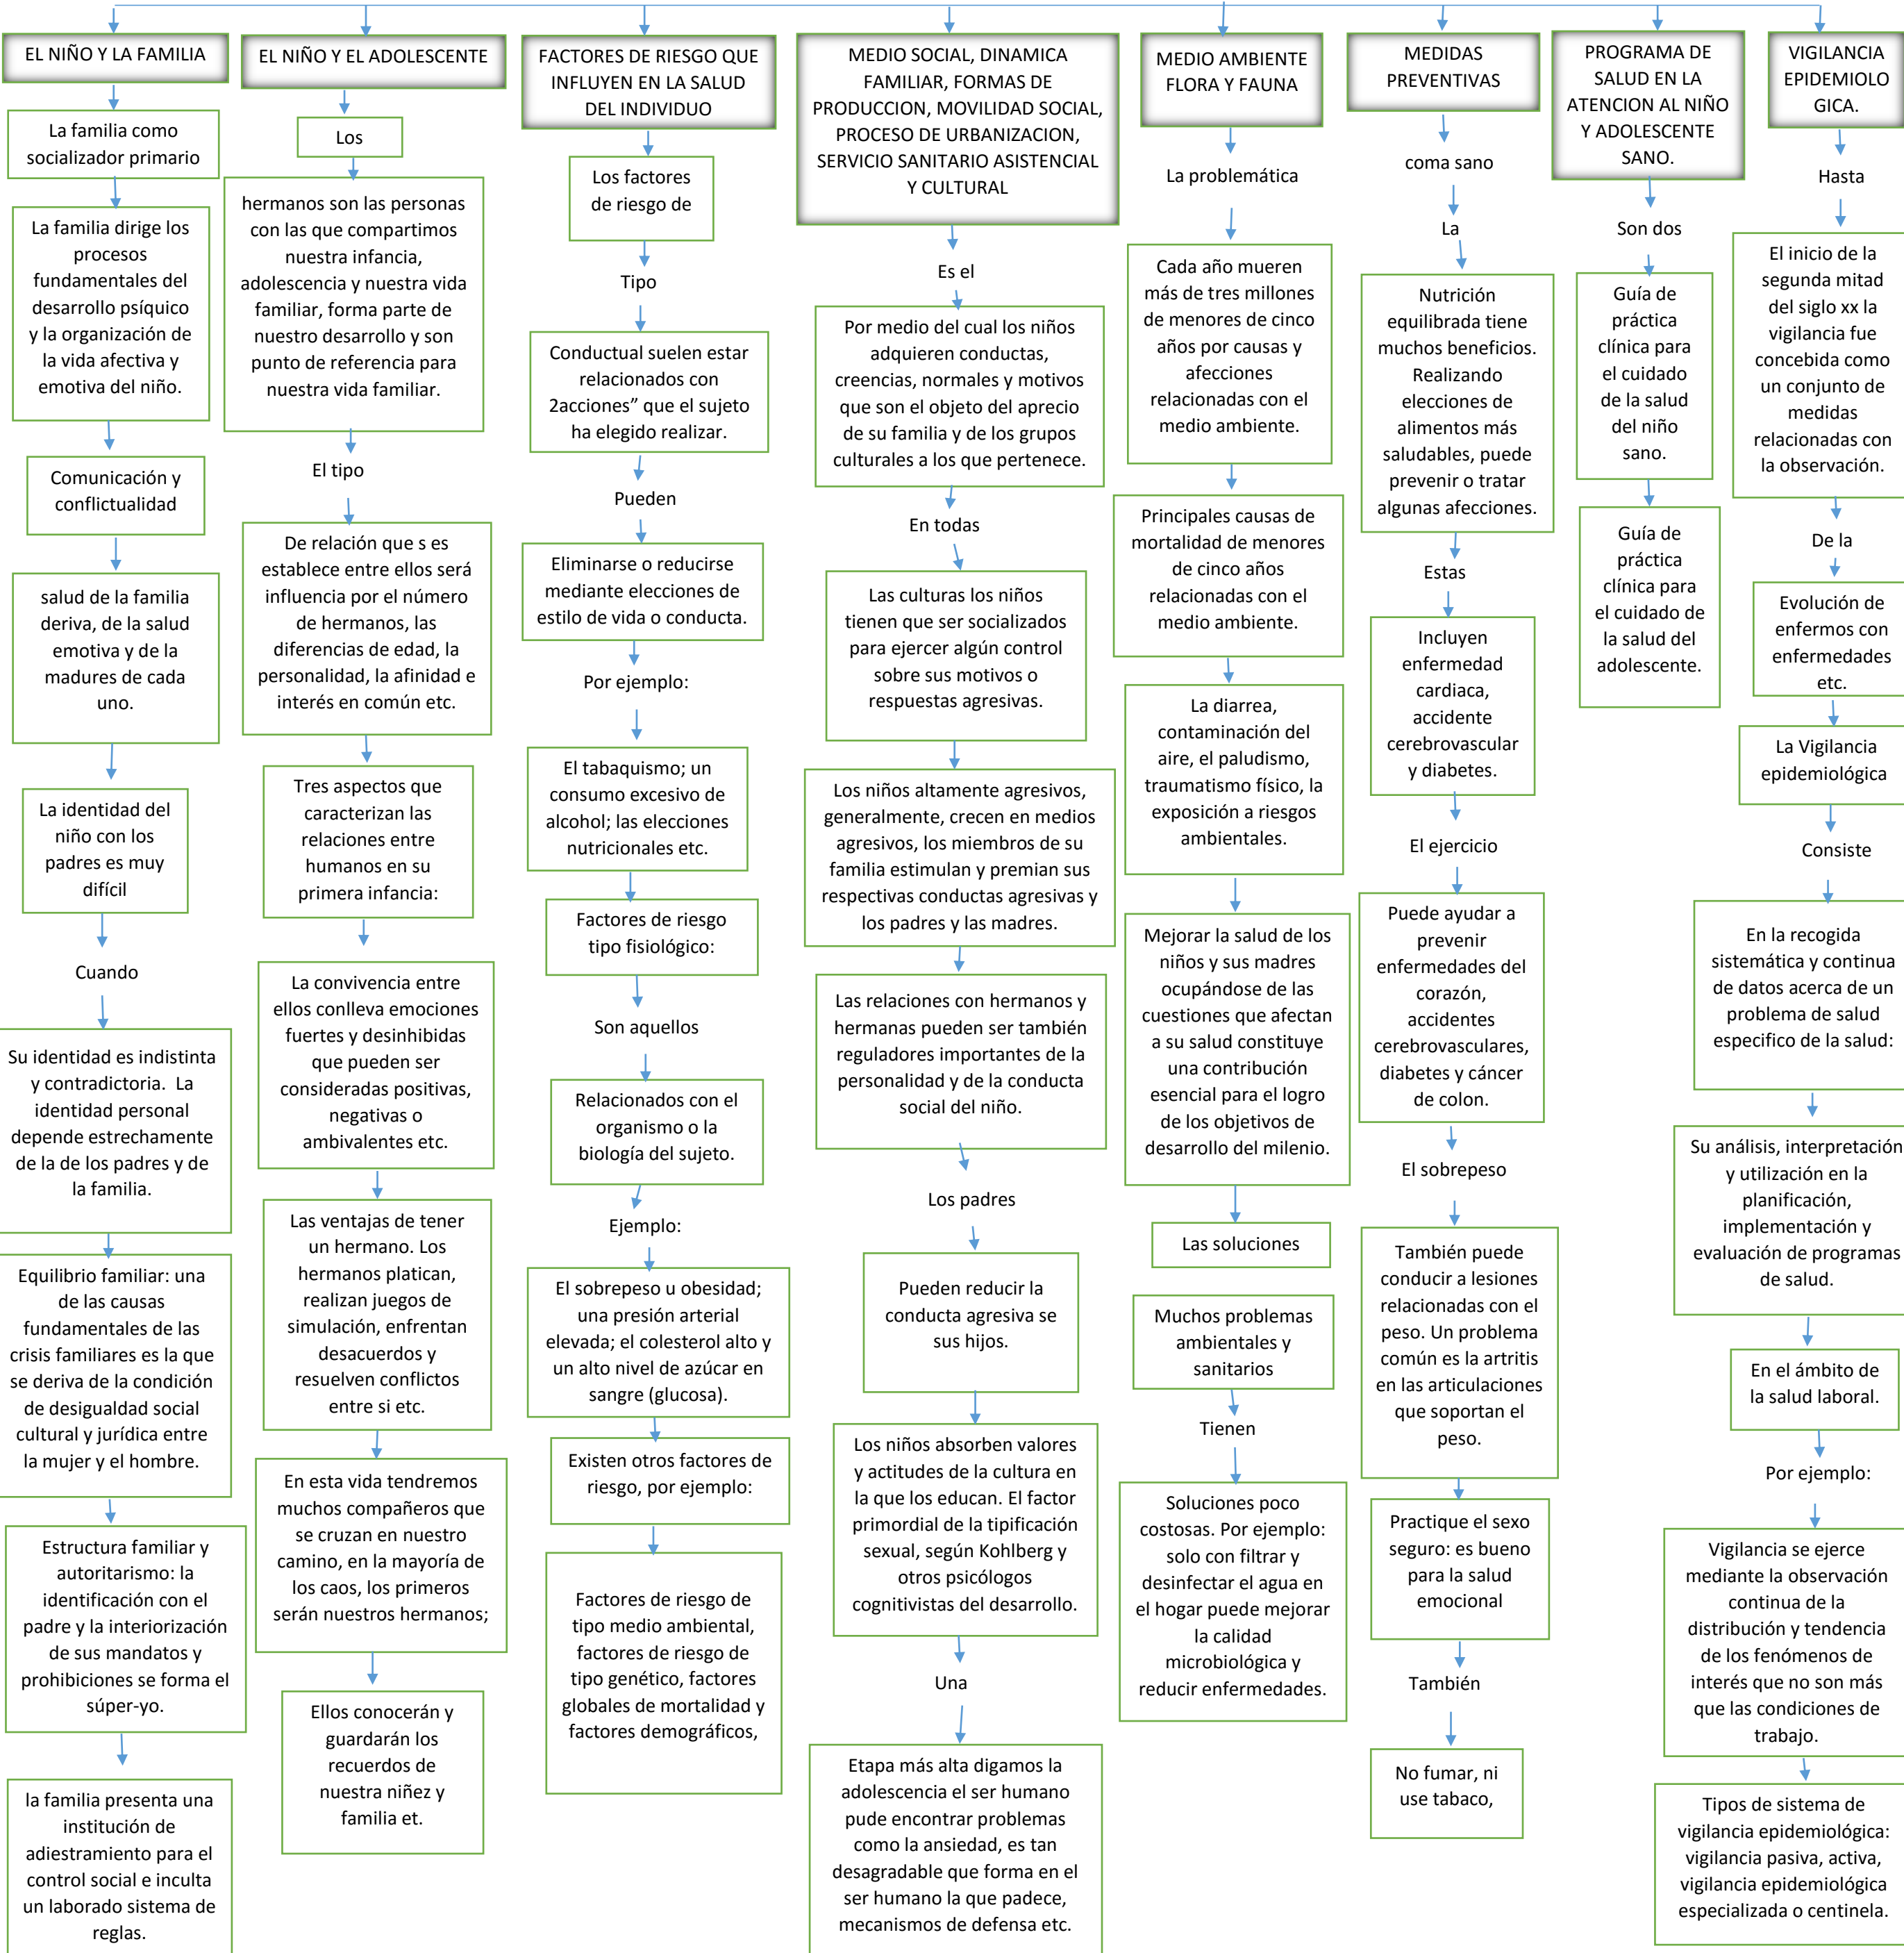 EL NIÑO Y LA FAMILIA
La familia como
socializador primario
La familia dirige los
procesos
fundamentales del
desarrollo psíquico
y la organización de
la vida afectiva y
emotiva del niño.
Comunicación y
conflictualidad
salud de la familia
deriva, de la salud
emotiva y de la
madures de cada
uno.
La identidad del
niño con los
padres es muy
difícil
Cuando
Su identidad es indistinta
y contradictoria. La
identidad personal
depende estrechamente
de la de los padres y de
la familia.
Equilibrio familiar: una
de las causas
fundamentales de las
crisis familiares es la que
se deriva de la condición
de desigualdad social
cultural y jurídica entre
la mujer y el hombre.
Estructura familiar y
autoritarismo: la
identificación con el
padre y la interiorización
de sus mandatos y
prohibiciones se forma el
súper-yo.
la familia presenta una
institución de
adiestramiento para el
control social e inculta
un laborado sistema de
reglas.
EL NIÑO Y EL ADOLESCENTE
Los
hermanos son las personas
con las que compartimos
nuestra infancia,
adolescencia y nuestra vida
familiar, forma parte de
nuestro desarrollo y son
punto de referencia para
nuestra vida familiar.
El tipo
De relación que s es
establece entre ellos será
influencia por el número
de hermanos, las
diferencias de edad, la
personalidad, la afinidad e
interés en común etc.
Tres aspectos que
caracterizan las
relaciones entre
humanos en su
primera infancia:
La convivencia entre
ellos conlleva emociones
fuertes y desinhibidas
que pueden ser
consideradas positivas,
negativas o
ambivalentes etc.
Las ventajas de tener
un hermano. Los
hermanos platican,
realizan juegos de
simulación, enfrentan
desacuerdos y
resuelven conflictos
entre si etc.
En esta vida tendremos
muchos compañeros que
se cruzan en nuestro
camino, en la mayoría de
los caos, los primeros
serán nuestros hermanos;
Ellos conocerán y
guardarán los
recuerdos de
nuestra niñez y
familia et.
FACTORES DE RIESGO QUE
INFLUYEN EN LA SALUD
DEL INDIVIDUO
Los factores
de riesgo de
Tipo
Conductual suelen estar
relacionados con
2acciones” que el sujeto
ha elegido realizar.
Pueden
Eliminarse o reducirse
mediante elecciones de
estilo de vida o conducta.
Por ejemplo:
El tabaquismo; un
consumo excesivo de
alcohol; las elecciones
nutricionales etc.
Factores de riesgo
tipo fisiológico:
Son aquellos
Relacionados con el
organismo o la
biología del sujeto.
Ejemplo:
El sobrepeso u obesidad;
una presión arterial
elevada; el colesterol alto y
un alto nivel de azúcar en
sangre (glucosa).
Existen otros factores de
riesgo, por ejemplo:
Factores de riesgo de
tipo medio ambiental,
factores de riesgo de
tipo genético, factores
globales de mortalidad y
factores demográficos,
MEDIO SOCIAL, DINAMICA
FAMILIAR, FORMAS DE
PRODUCCION, MOVILIDAD SOCIAL,
PROCESO DE URBANIZACION,
SERVICIO SANITARIO ASISTENCIAL
Y CULTURAL
Es el
Por medio del cual los niños
adquieren conductas,
creencias, normales y motivos
que son el objeto del aprecio
de su familia y de los grupos
culturales a los que pertenece.
En todas
Las culturas los niños
tienen que ser socializados
para ejercer algún control
sobre sus motivos o
respuestas agresivas.
Los niños altamente agresivos,
generalmente, crecen en medios
agresivos, los miembros de su
familia estimulan y premian sus
respectivas conductas agresivas y
los padres y las madres.
Las relaciones con hermanos y
hermanas pueden ser también
reguladores importantes de la
personalidad y de la conducta
social del niño.
Los padres
Pueden reducir la
conducta agresiva se
sus hijos.
Los niños absorben valores
y actitudes de la cultura en
la que los educan. El factor
primordial de la tipificación
sexual, según Kohlberg y
otros psicólogos
cognitivistas del desarrollo.
Una
Etapa más alta digamos la
adolescencia el ser humano
pude encontrar problemas
como la ansiedad, es tan
desagradable que forma en el
ser humano la que padece,
mecanismos de defensa etc.
MEDIO AMBIENTE
FLORA Y FAUNA
La problemática
Cada año mueren
más de tres millones
de menores de cinco
años por causas y
afecciones
relacionadas con el
medio ambiente.
Principales causas de
mortalidad de menores
de cinco años
relacionadas con el
medio ambiente.
La diarrea,
contaminación del
aire, el paludismo,
traumatismo físico, la
exposición a riesgos
ambientales.
Mejorar la salud de los
niños y sus madres
ocupándose de las
cuestiones que afectan
a su salud constituye
una contribución
esencial para el logro
de los objetivos de
desarrollo del milenio.
Las soluciones
Muchos problemas
ambientales y
sanitarios
Tienen
Soluciones poco
costosas. Por ejemplo:
solo con filtrar y
desinfectar el agua en
el hogar puede mejorar
la calidad
microbiológica y
reducir enfermedades.
MEDIDAS
PREVENTIVAS
coma sano
La
Nutrición
equilibrada tiene
muchos beneficios.
Realizando
elecciones de
alimentos más
saludables, puede
prevenir o tratar
algunas afecciones.
Estas
Incluyen
enfermedad
cardiaca,
accidente
cerebrovascular
y diabetes.
El ejercicio
Puede ayudar a
prevenir
enfermedades del
corazón,
accidentes
cerebrovasculares,
diabetes y cáncer
de colon.
El sobrepeso
También puede
conducir a lesiones
relacionadas con el
peso. Un problema
común es la artritis
en las articulaciones
que soportan el
peso.
Practique el sexo
seguro: es bueno
para la salud
emocional
También
No fumar, ni
use tabaco,
PROGRAMA DE
SALUD EN LA
ATENCION AL NIÑO
Y ADOLESCENTE
SANO.
Son dos
Guía de
práctica
clínica para
el cuidado
de la salud
del niño
sano.
Guía de
práctica
clínica para
el cuidado de
la salud del
adolescente.
VIGILANCIA
EPIDEMIOLO
GICA.
Hasta
El inicio de la
segunda mitad
del siglo xx la
vigilancia fue
concebida como
un conjunto de
medidas
relacionadas con
la observación.
De la
Evolución de
enfermos con
enfermedades
etc.
La Vigilancia
epidemiológica
Consiste
En la recogida
sistemática y continua
de datos acerca de un
problema de salud
especifico de la salud:
Su análisis, interpretación
y utilización en la
planificación,
implementación y
evaluación de programas
de salud.
En el ámbito de
la salud laboral.
Por ejemplo:
Vigilancia se ejerce
mediante la observación
continua de la
distribución y tendencia
de los fenómenos de
interés que no son más
que las condiciones de
trabajo.
Tipos de sistema de
vigilancia epidemiológica:
vigilancia pasiva, activa,
vigilancia epidemiológica
especializada o centinela.